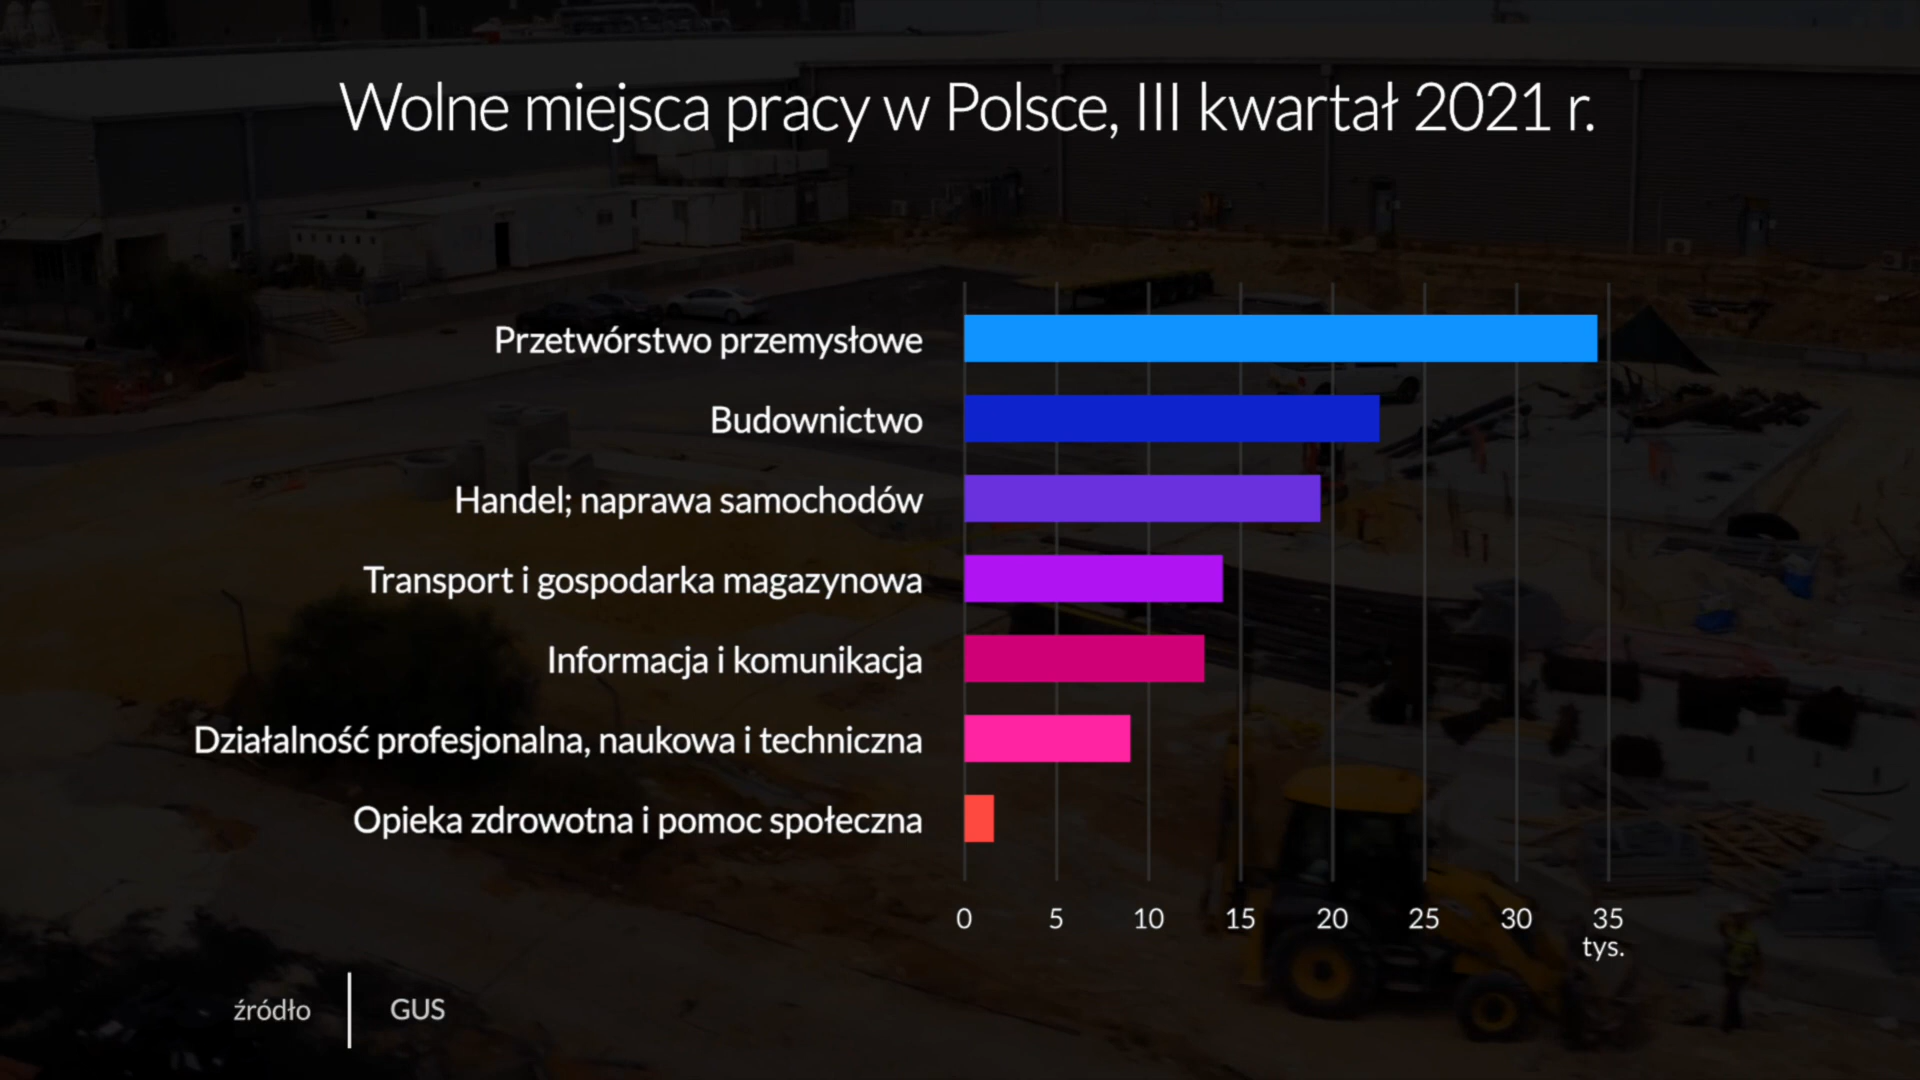 Wolne miejsca pracy w Polsce, III kwartał 2021 r.
Przetwórstwo przemysłowe
Budownictwo
Handel; naprawa samochodów
Transport i gospodarka magazynowa
Informacja i komunikacja
Działalność profesjonalna, naukowa i techniczna
Opieka zdrowotna i pomoc społeczna
0 5 10 15 20 25 30 35
tys.
źródło GUS